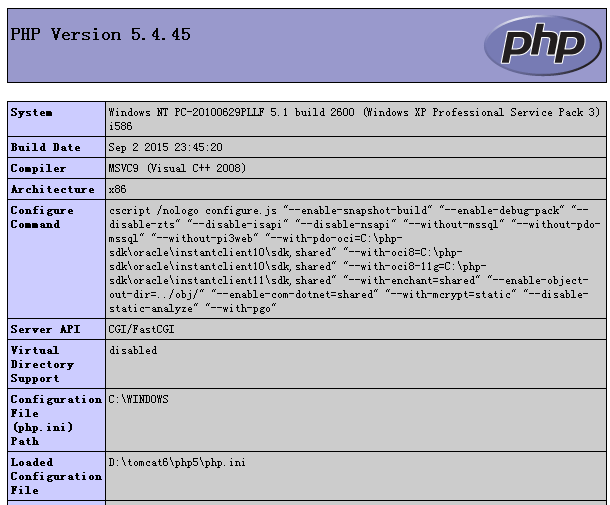 PHP Version 5.4.45
php
System
Windows NT PC-20100629PLLF 5.1 build 2600 (Windows XP Professional Service Pack 3)
i586
Build Date
Sep 2 2015 23:45:20
Compiler
MSVC9 (Visual C++ 2008)
Architecture
x86
Configure
Command
cscript /nologo configure.js "--enable-snapshot-build" "--enable-debug-pack" "--
disable-zts" "--disable-isapi" "--disable-nsapi" "--without-mssql" "--without-pdo-
mssql" "--without-pi3web" "--with-pdo-oci=C:\php-
sdk\oracle\instantclient10\sdk,shared" "--with-oci8=C:\php-
sdk\oracle\instantclient10\sdk,shared" "--with-oci8-11g=C:\php-
sdk\oracle\instantclient11\sdk,shared" "--with-enchant=shared" "--enable-object-
out-dir=../obj/" "--enable-com-dotnet=shared" "--with-mcrypt=static" "--disable-
static-analyze" "--with-pgo"
Server API
CGI/FastCGI
Virtual
Directory
Support
disabled
Configuration
File
(php.ini)
Path
C:\WINDOWS
Loaded
Configuration
File
D:\tomcat6\php5\php.ini